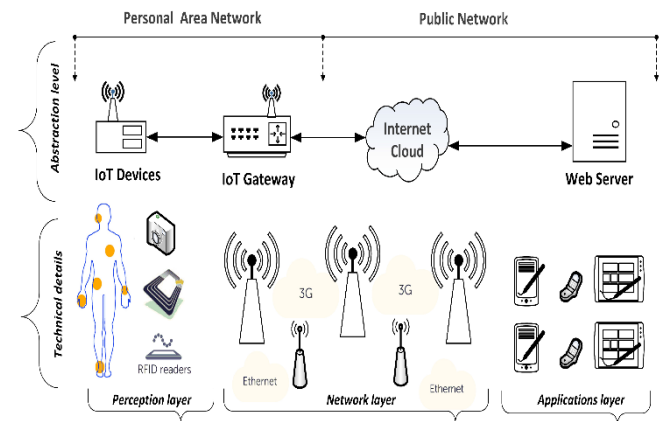 Personal Area Network
Public Network
Abstraction level
IoT Devices
IoT Gateway
Internet
Cloud
Web Server
Technical details
RFID readers
3G
3G
Ethernet
Ethernet
Perception layer
Network layer
Applications layer